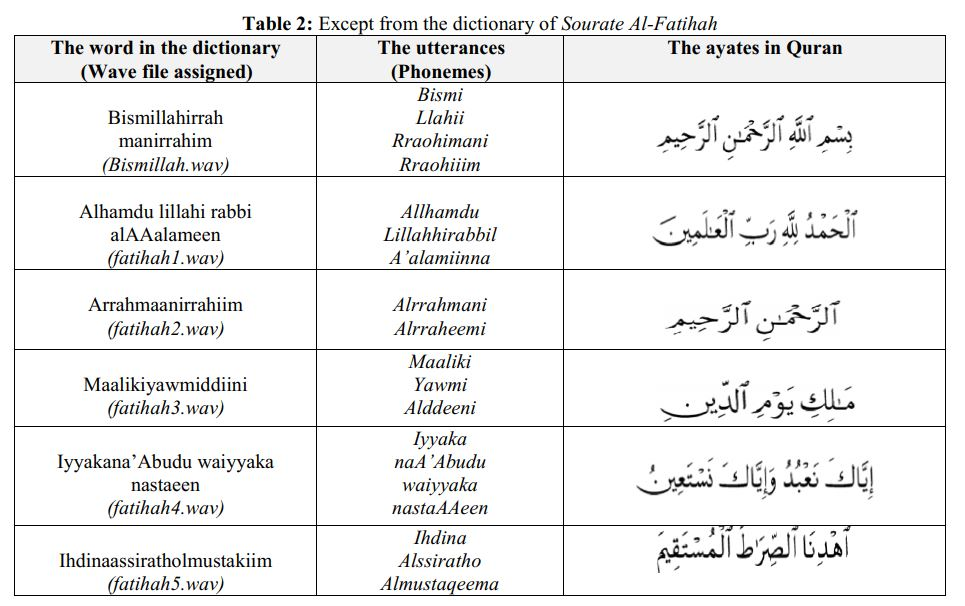 Table 2: Except from the dictionary of Sourate Al-Fatihah
The word in the dictionary
(Wave file assigned)
The utterances
(Phonemes)
The ayates in Quran
Bismillahirrah
manirrahim
(Bismillah.wav)
Bismi
Llahii
Rraohimani
Rraohiiim
بِسْمِ ٱللَّهِ ٱلرَّحْمَـٰنِ ٱلرَّحِيمِ
Alhamdu lillahi rabbi
alAAalameen
(fatihah1.wav)
Allhamdu
Lillahhirabbil
A’alamiinna
ٱلْحَمْدُ لِلَّهِ رَبِّ ٱلْعَـٰلَمِينَ
Arrahmaanirrahiim
(fatihah2.wav)
Alrrahmani
Alrraheemi
ٱلرَّحْمَـٰنِ ٱلرَّحِيمِ
Maalikiyawmiddiini
(fatihah3.wav)
Maaliki
Yawmi
Alddeeni
مَـٰلِكِ يَوْمِ ٱلدِّينِ
Iyyakana’Abudu waiyyaka
nastaeen
(fatihah4.wav)
Iyyaka
naA’Abudu
waiyyaka
nastaAAeen
إِيَّاكَ نَعْبُدُ وَإِيَّاكَ نَسْتَعِينُ
Ihdinaassiratholmustakiim
(fatihah5.wav)
Ihdina
Alssiratho
Almustaqeema
ٱهْدِنَا ٱلصِّرَٰطَ ٱلْمُسْتَقِيمَ